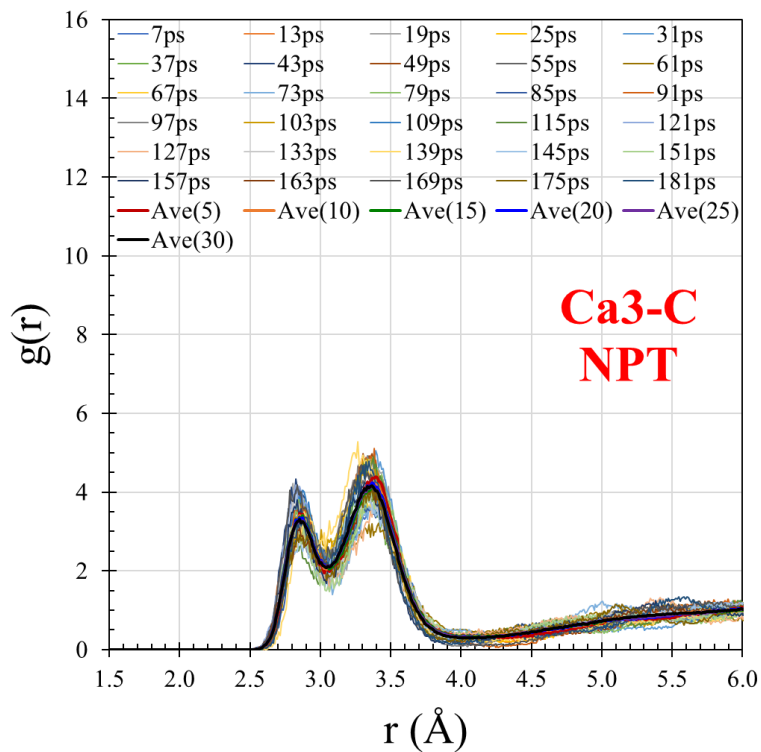 16
7ps 13ps 19ps 25ps 31ps
37ps 43ps 49ps 55ps 61ps
67ps 73ps 79ps 85ps 91ps
14
97ps 103ps 109ps 115ps 121ps
127ps 133ps 139ps 145ps 151ps
12
157ps 163ps 169ps 175ps 181ps
Ave(5) Ave(10) Ave(15) Ave(20) Ave(25)
Ave(30)
10
8
Ca3-C
NPT
g(r)
6
4
2
0
1.5 2.0 2.5 3.0 3.5 4.0 4.5 5.0 5.5 6.0
r (Å)